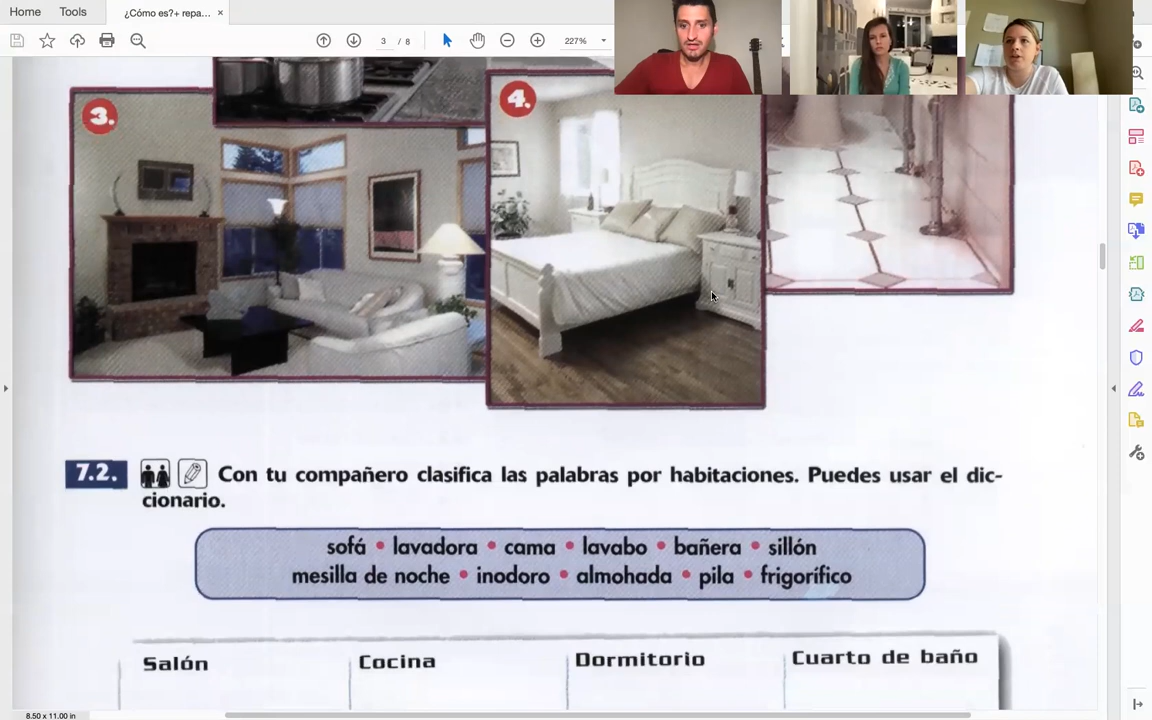 Home
Tools
¿Cómo es?+ repa... ×
3 / 8
227%
3.
4.
7.2. Con tu compañero clasifica las palabras por habitaciones. Puedes usar el dic-
cionario.
sofá • lavadora • cama • lavabo • bañera • sillón
mesilla de noche • inodoro • almohada • pila • frigorífico
Salón
Cocina
Dormitorio
Cuarto de baño
8.50 x 11.00 in